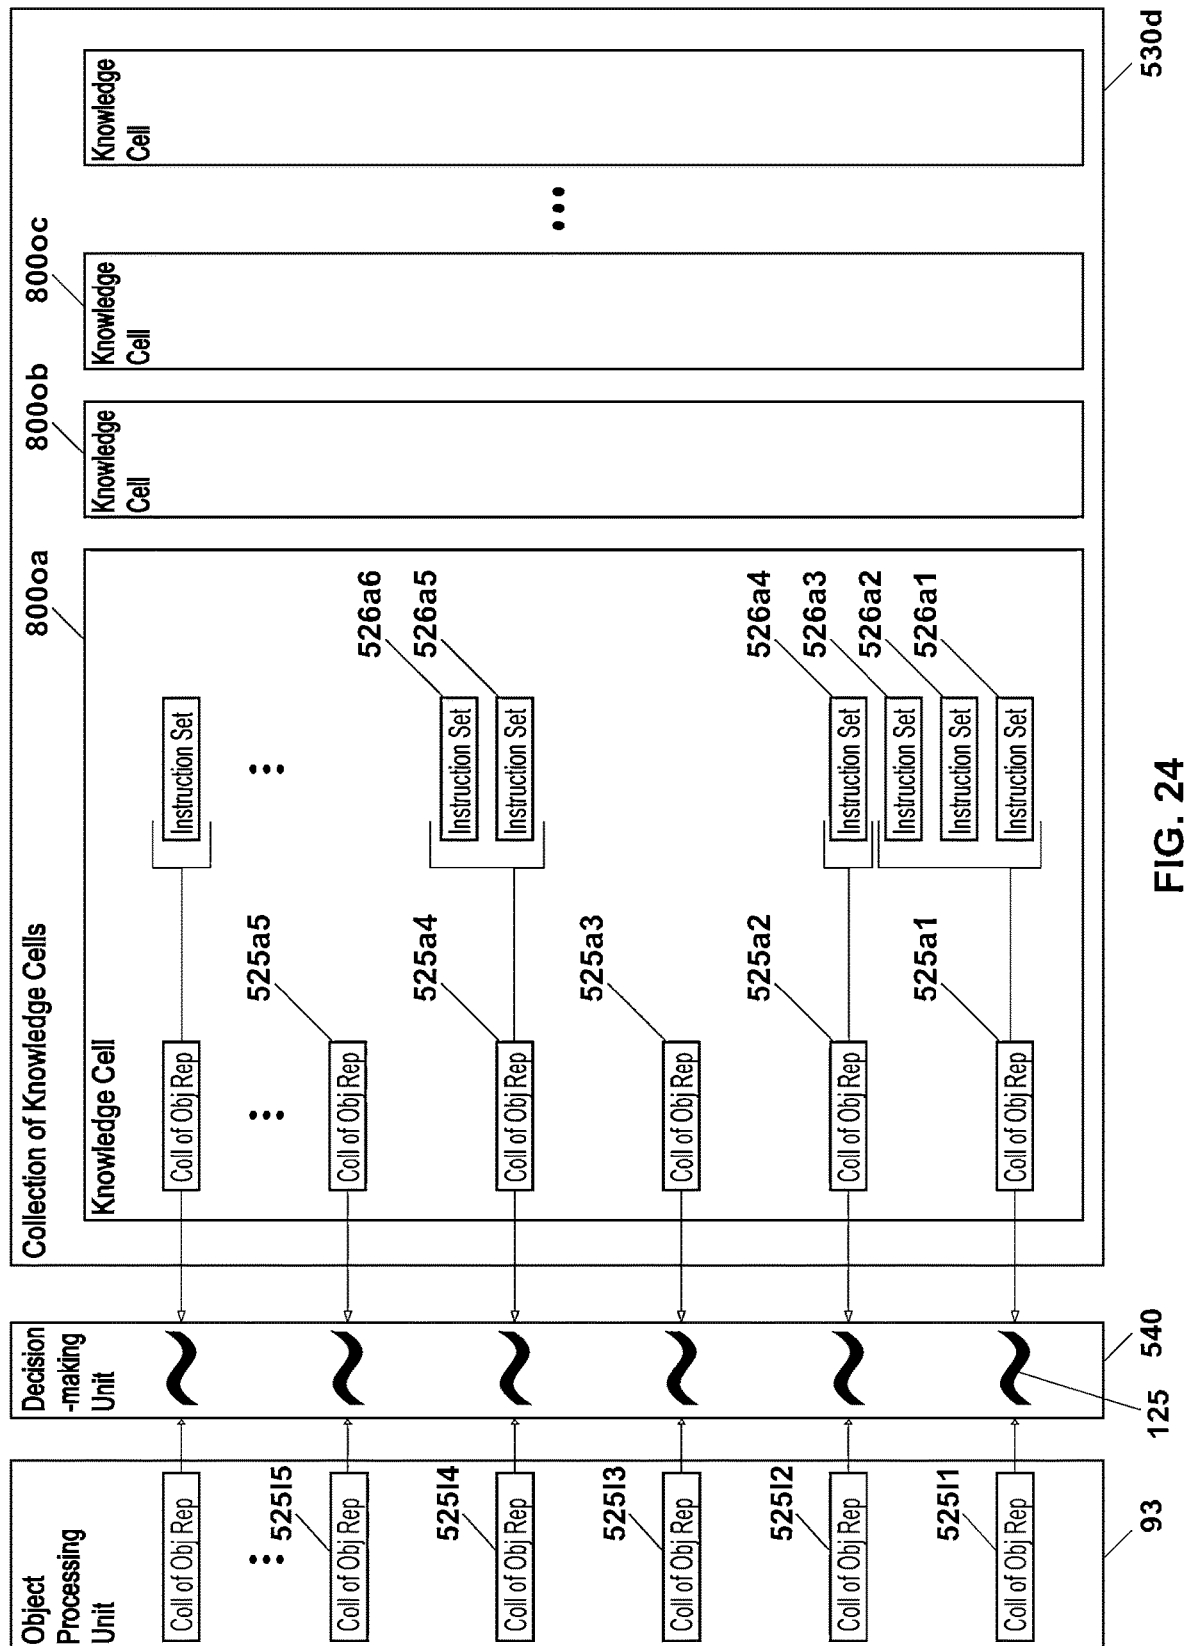 Object
Processing
Unit
Decision
-making
Unit
Collection of Knowledge Cells
800oa
800ob
800oc
Knowledge Cell
Knowledge
Cell
Knowledge
Cell
Knowledge
Cell
Coll of Obj Rep
Coll of Obj Rep
Instruction Set
525l5
525a5
Coll of Obj Rep
Coll of Obj Rep
526a6
Instruction Set
525l4
525a4
526a5
Coll of Obj Rep
Coll of Obj Rep
Instruction Set
525l3
525a3
Coll of Obj Rep
Coll of Obj Rep
525l2
525a2
526a4
Coll of Obj Rep
Coll of Obj Rep
Instruction Set
526a3
Instruction Set
526a2
Instruction Set
525l1
525a1
526a1
Coll of Obj Rep
Coll of Obj Rep
Instruction Set
93
125
540
530d
FIG. 24